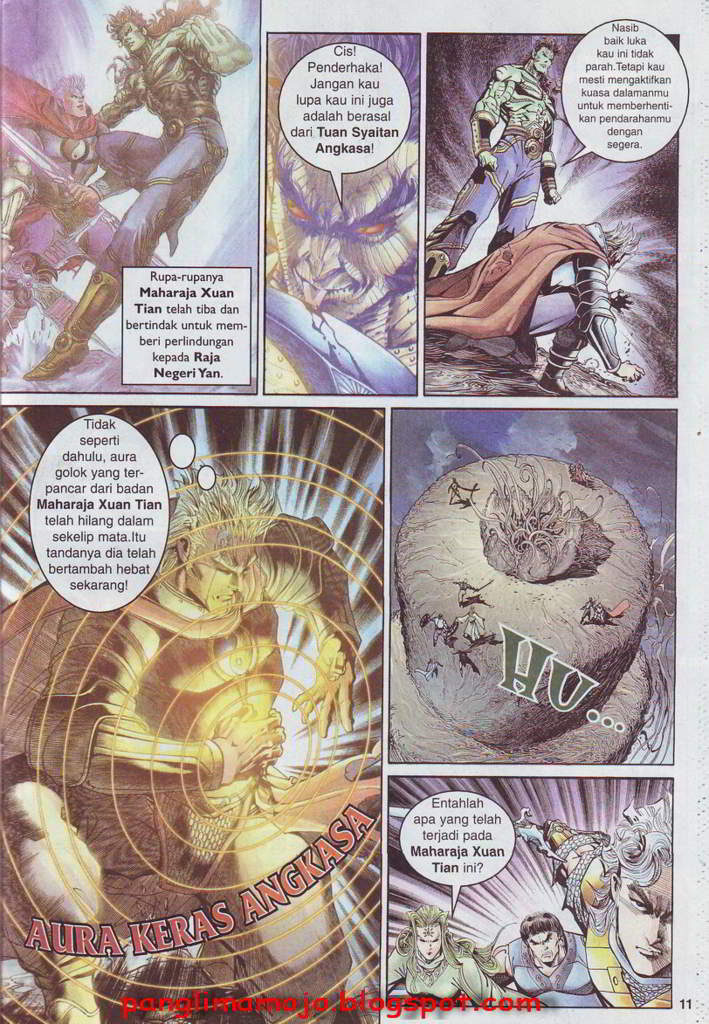 Rupa-rupanya
Maharaja Xuan
Tian telah tiba dan
bertindak untuk mem-
beri perlindungan
kepada Raja
Negeri Yan.
Cis!
Penderhaka!
Jangan kau
lupa kau ini juga
adalah berasal
dari Tuan Syaitan
Angkasa!
Nasib
baik luka
kau ini tidak
parah.Tetapi kau
mesti mengaktifkan
kuasa dalamanmu
untuk memberhenti-
kan pendarahanmu
dengan
segera.
Tidak
seperti
dahulu, aura
golok yang ter-
pancar dari badan
Maharaja Xuan Tian
telah hilang dalam
sekelip mata.Itu
tandanya dia telah
bertambah hebat
sekarang!
AURA KERAS ANGKASA
HU...
Entahlah
apa yang telah
terjadi pada
Maharaja Xuan
Tian ini?
panglimamojo.blogspot.com
11